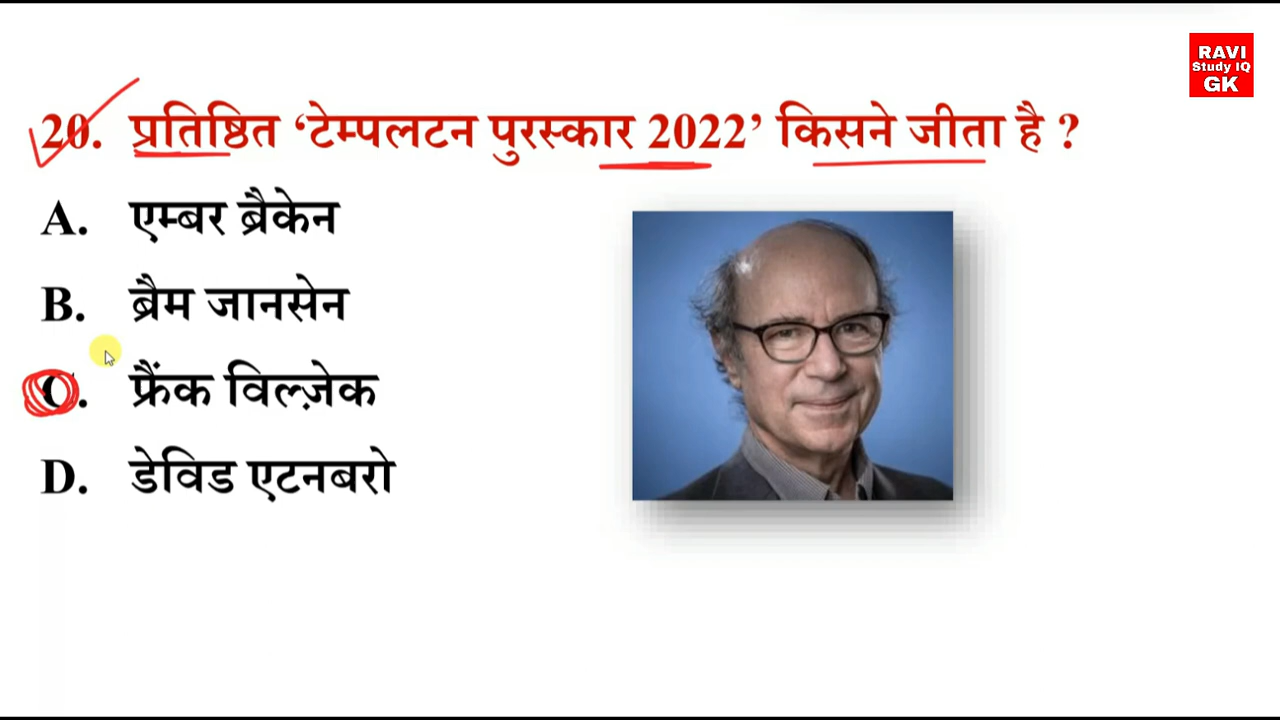 RAVI
Study IQ
GK
20. प्रतिष्ठित ‘टेम्पलटन पुरस्कार 2022’ किसने जीता है ?
A. एम्बर ब्रैकेन
B. ब्रैम जानसेन
C. फ्रैंक विल्ज़ेक
D. डेविड एटनबरो